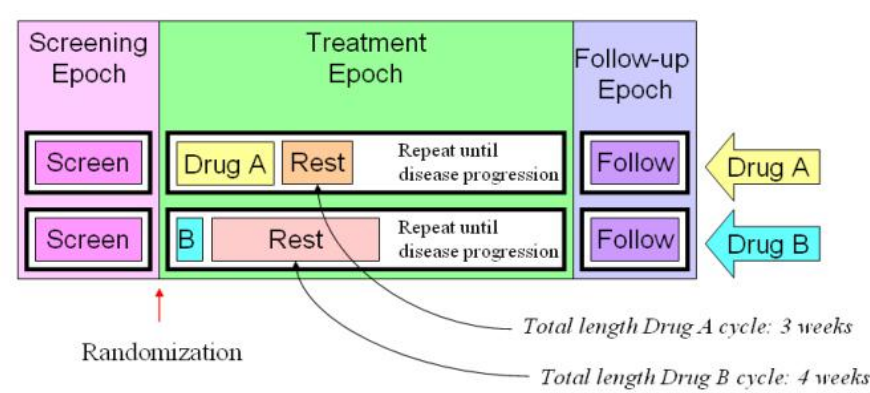 Screening
Epoch
Treatment
Epoch
Follow-up
Epoch
Screen
Drug A
Rest
Repeat until
disease progression
Follow
Drug A
Screen
B
Rest
Repeat until
disease progression
Follow
Drug B
Randomization
Total length Drug A cycle: 3 weeks
Total length Drug B cycle: 4 weeks